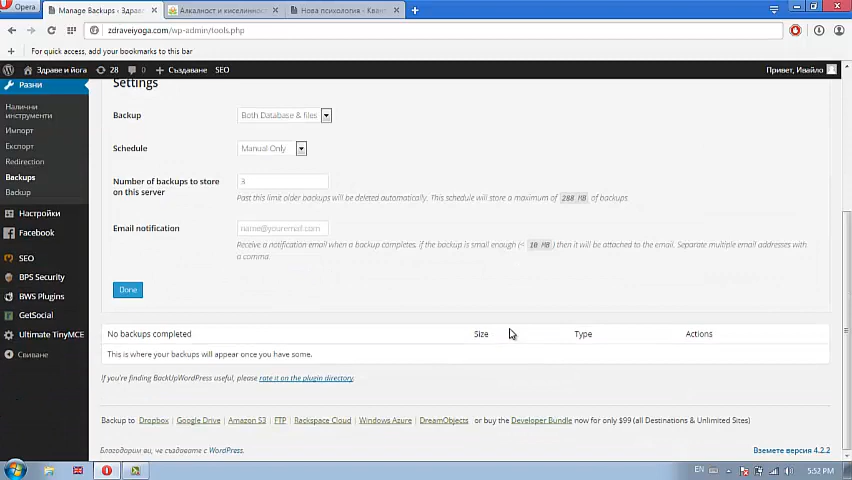 Opera
Manage Backups ‹ Здрав
Алкалност и киселинност
Нова психология - Кванк
zdraveiyoga.com/wp-admin/tools.php
For quick access, add your bookmarks to this bar
Здраве и йога
28
0
Създаване
SEO
Привет, Ивайло
Разни
Налични
инструменти
Импорт
Експорт
Redirection
Backups
Backup
Настройки
Facebook
SEO
BPS Security
BWS Plugins
GetSocial
Ultimate TinyMCE
Свиване
Settings
Backup
Both Database & files
Schedule
Manual Only
Number of backups to store
on this server
3
Past this limit older backups will be deleted automatically. This schedule will store a maximum of 288 MB of backups
Email notification
name@youremail.com
Receive a notification email when a backup completes, if the backup is small enough (< 10 MB) then it will be attached to the email. Separate multiple email addresses with
a comma.
Done
No backups completed
Size
Type
Actions
This is where your backups will appear once you have some.
If you're finding BackUpWordPress useful, please rate it on the plugin directory.
Backup to Dropbox, Google Drive, Amazon S3, FTP, Rackspace Cloud, Windows Azure, DreamObjects or buy the Developer Bundle now for only $99 (all Destinations & Unlimited Sites)
Благодарим ви, че създавате с WordPress.
Вземете версия 4.2.2
EN
5:52 PM